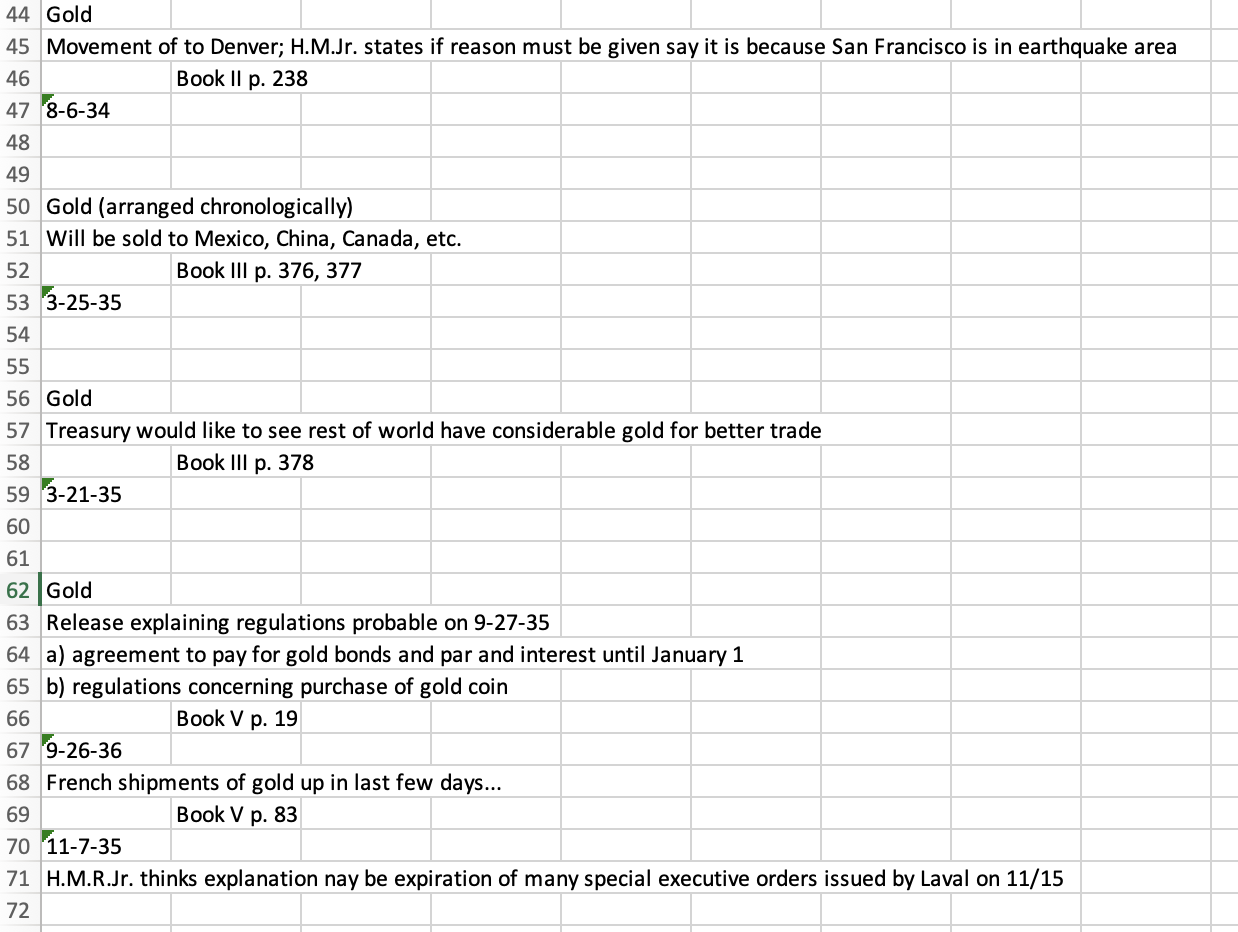 44 Gold
45 Movement of to Denver; H.M.Jr. states if reason must be given say it is because San Francisco is in earthquake area
46 Book II p. 238
47 8-6-34
48
49
50 Gold (arranged chronologically)
51 Will be sold to Mexico, China, Canada, etc.
52 Book III p. 376, 377
53 3-25-35
54
55
56 Gold
57 Treasury would like to see rest of world have considerable gold for better trade
58 Book III p. 378
59 3-21-35
60
61
62 Gold
63 Release explaining regulations probable on 9-27-35
64 a) agreement to pay for gold bonds and par and interest until January 1
65 b) regulations concerning purchase of gold coin
66 Book V p. 19
67 9-26-36
68 French shipments of gold up in last few days...
69 Book V p. 83
70 11-7-35
71 H.M.R.Jr. thinks explanation nay be expiration of many special executive orders issued by Laval on 11/15
72